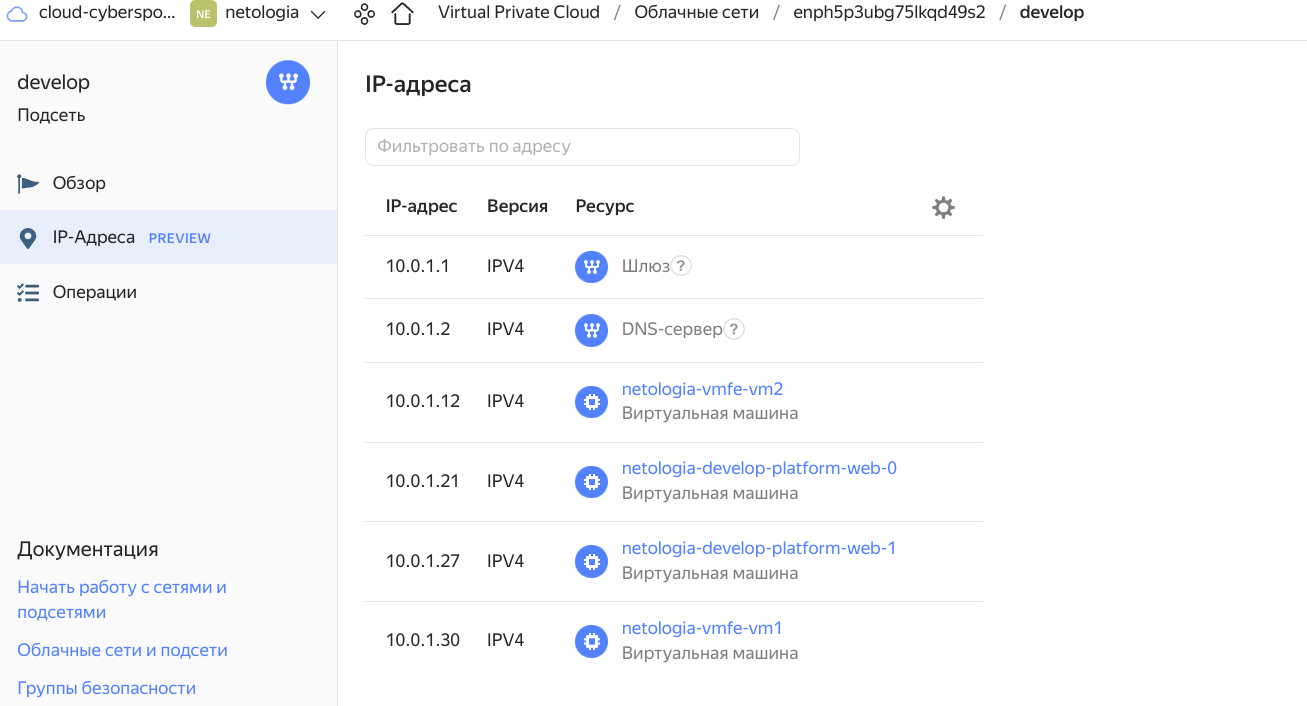 cloud-cyberspo... NE netologia Virtual Private Cloud / Облачные сети / enph5p3ubg75lkqd49s2 / develop
develop
Подсеть
Обзор
IP-Адреса PREVIEW
Операции
Документация
Начать работу с сетями и
подсетями
Облачные сети и подсети
Группы безопасности
IP-адреса
Фильтровать по адресу
IP-адрес Версия Ресурс
10.0.1.1 IPV4 Шлюз ?
10.0.1.2 IPV4 DNS-сервер ?
10.0.1.12 IPV4 netologia-vmfe-vm2
Виртуальная машина
10.0.1.21 IPV4 netologia-develop-platform-web-0
Виртуальная машина
10.0.1.27 IPV4 netologia-develop-platform-web-1
Виртуальная машина
10.0.1.30 IPV4 netologia-vmfe-vm1
Виртуальная машина